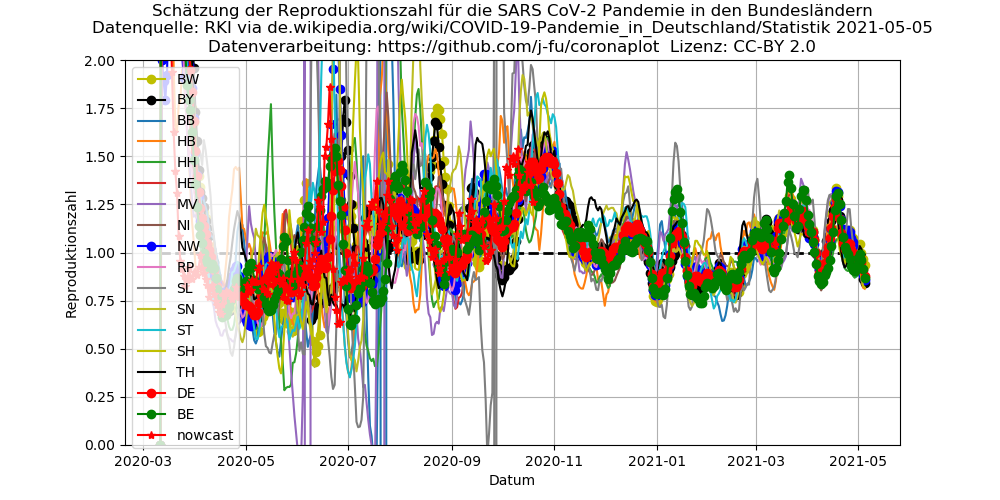 Schätzung der Reproduktionszahl für die SARS CoV-2 Pandemie in den Bundesländern
Datenquelle: RKI via de.wikipedia.org/wiki/COVID-19-Pandemie_in_Deutschland/Statistik 2021-05-05
Datenverarbeitung: https://github.com/j-fu/coronaplot  Lizenz: CC-BY 2.0
Reproduktionszahl
2.00
1.75
1.50
1.25
1.00
0.75
0.50
0.25
0.00
BW
BY
BB
HB
HH
HE
MV
NI
NW
RP
SL
SN
ST
SH
TH
DE
BE
nowcast
2020-03
2020-05
2020-07
2020-09
2020-11
2021-01
2021-03
2021-05
Datum